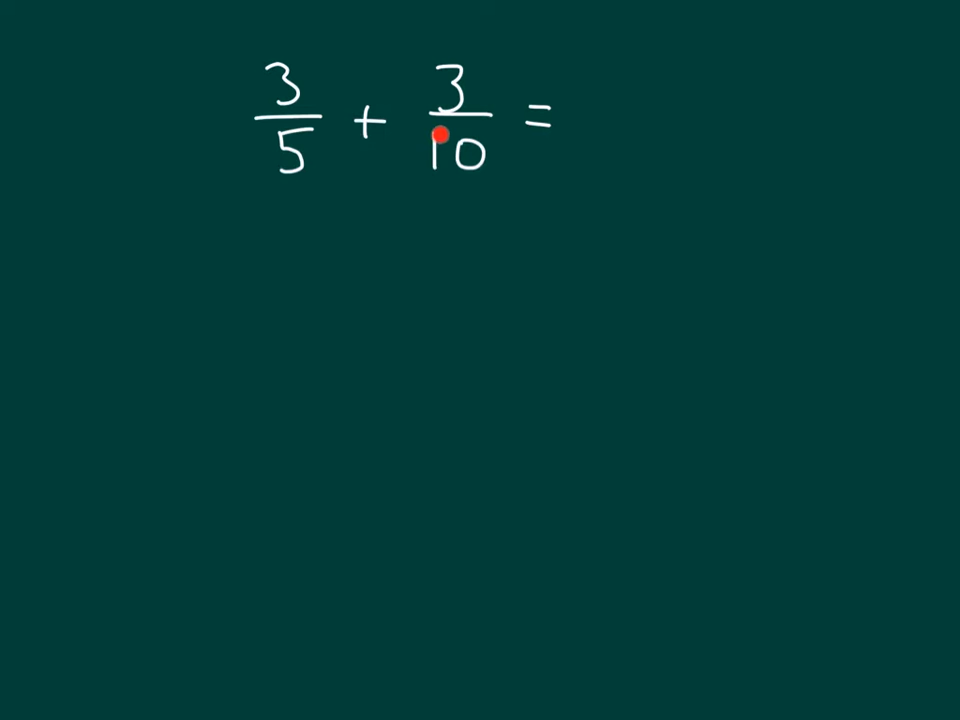 3/5 + 3/10 =